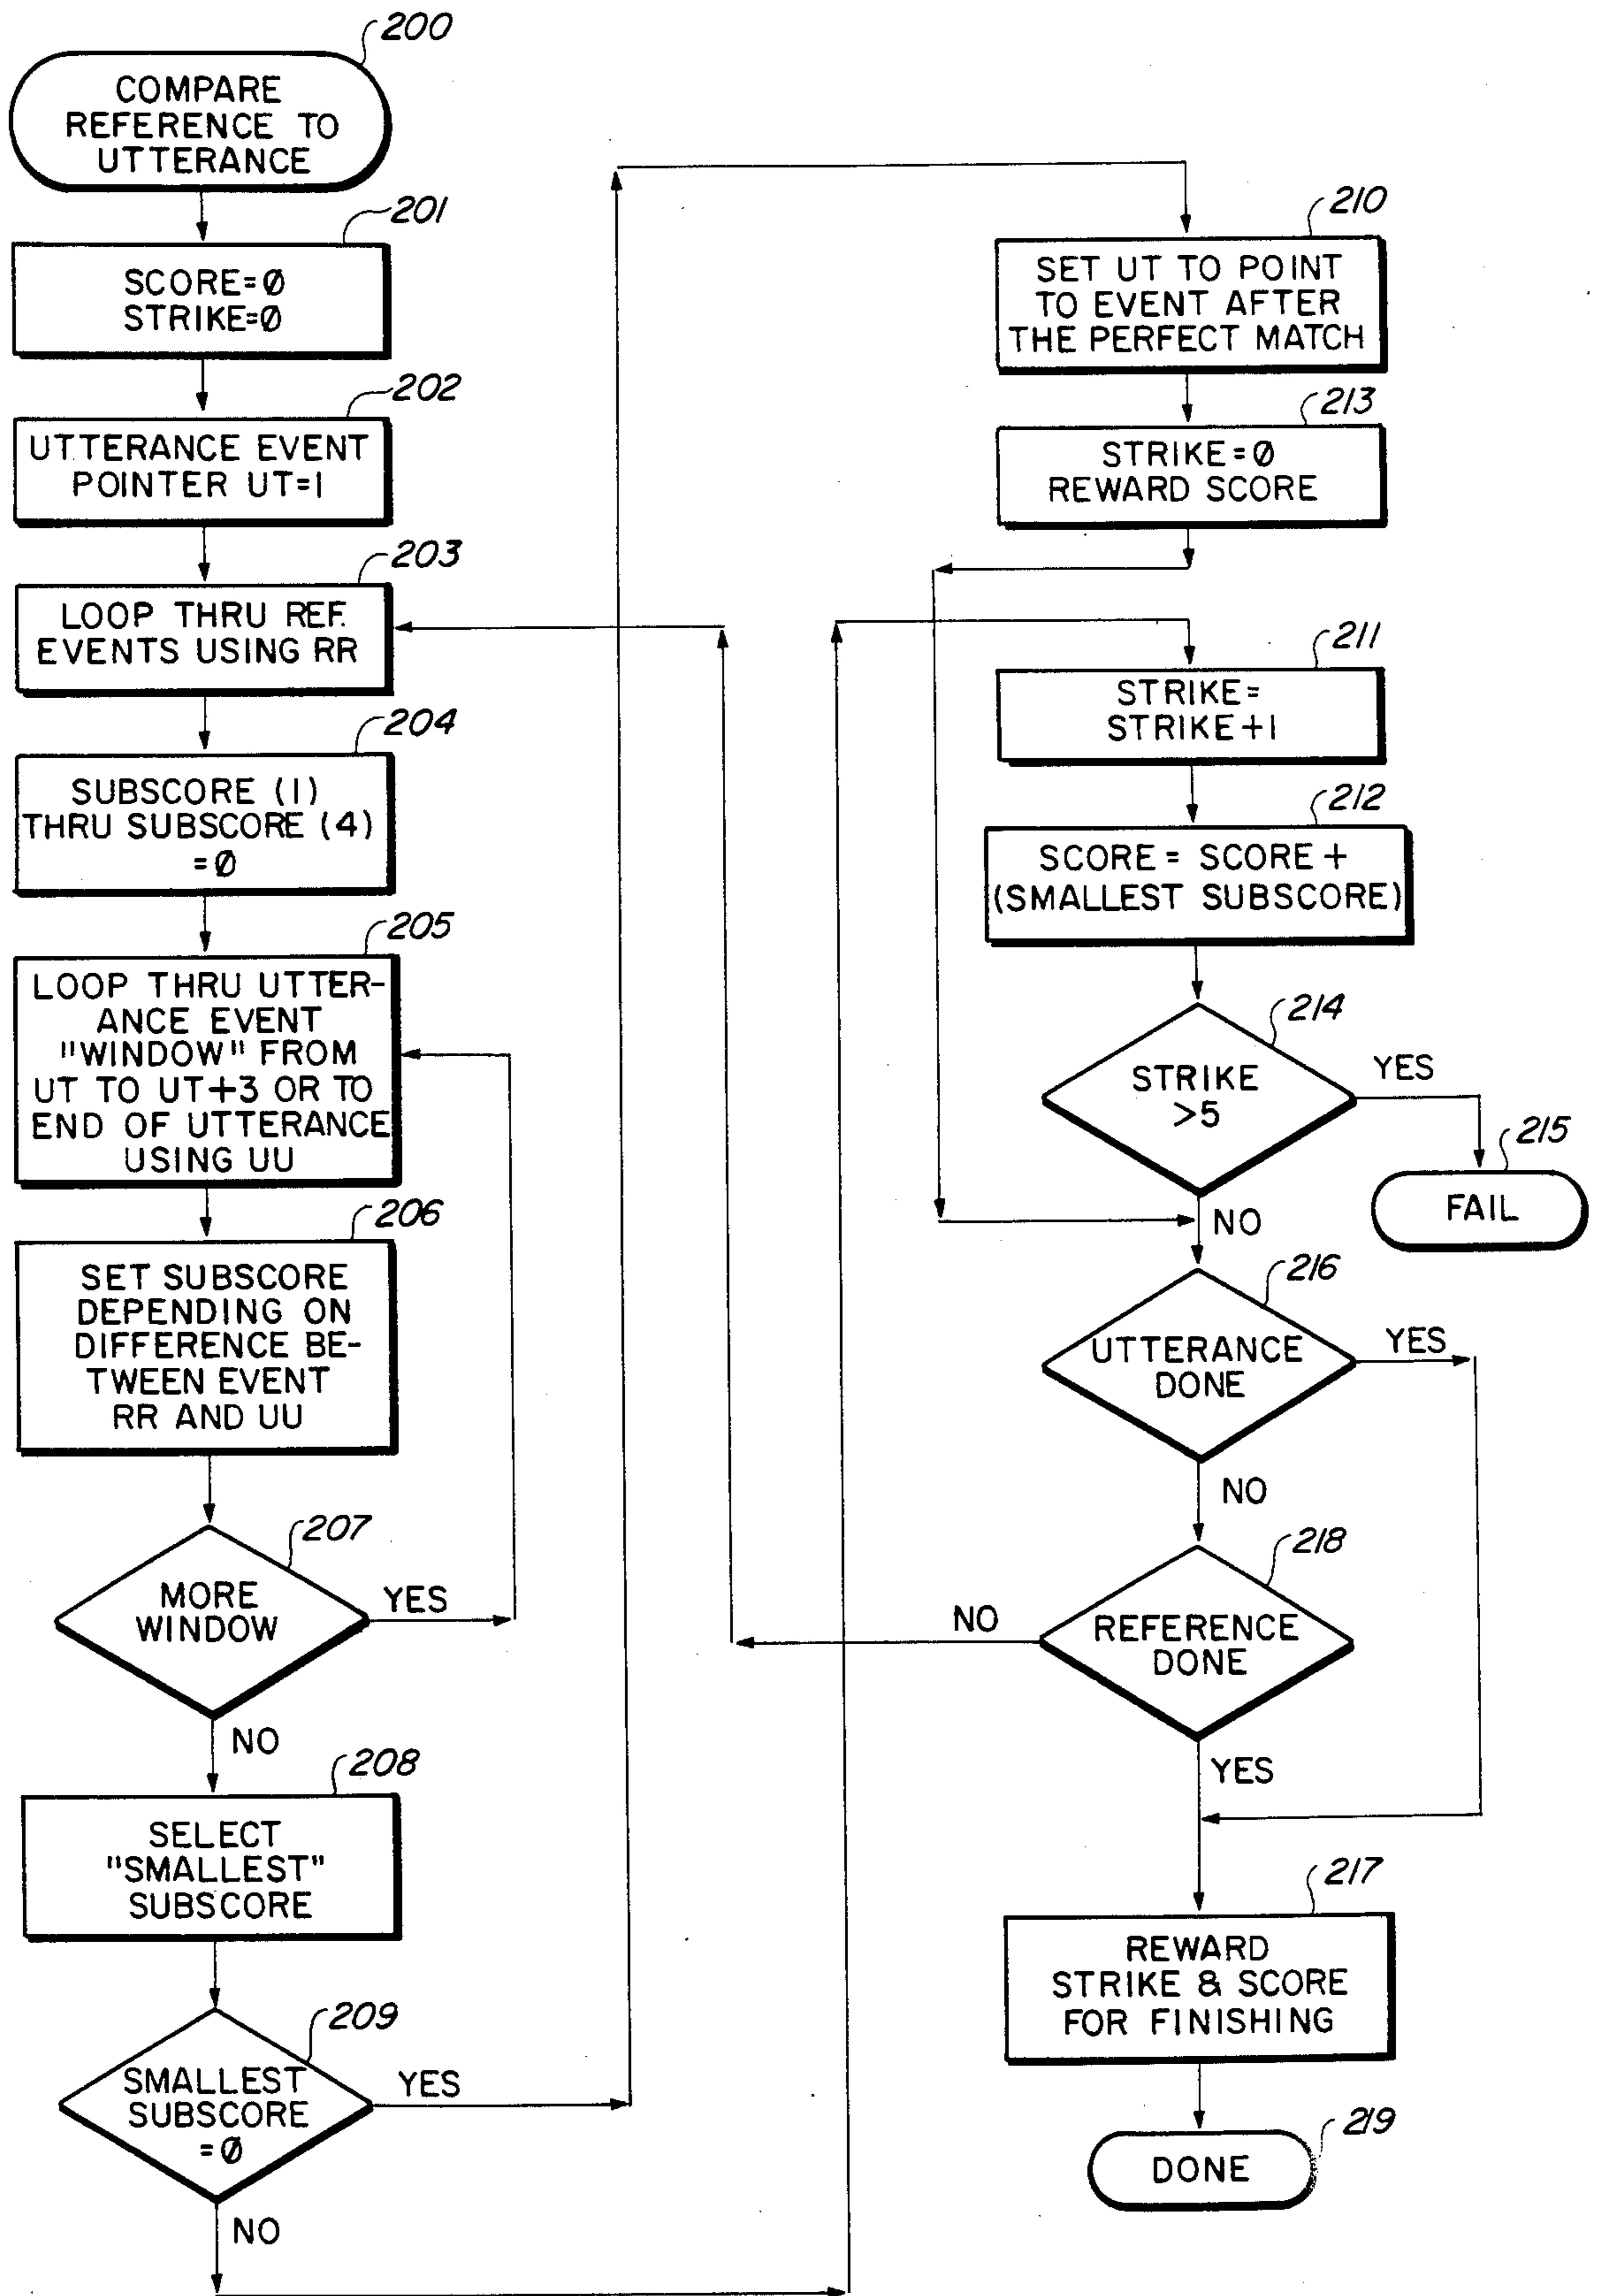 200
COMPARE
REFERENCE TO
UTTERANCE
201
SCORE=Ø
STRIKE=Ø
202
UTTERANCE EVENT
POINTER UT=1
203
LOOP THRU REF.
EVENTS USING RR
204
SUBSCORE (1)
THRU SUBSCORE (4)
=Ø
205
LOOP THRU UTTER-
ANCE EVENT
"WINDOW" FROM
UT TO UT+3 OR TO
END OF UTTERANCE
USING UU
206
SET SUBSCORE
DEPENDING ON
DIFFERENCE BE-
TWEEN EVENT
RR AND UU
207
MORE
WINDOW
YES
NO
208
SELECT
"SMALLEST"
SUBSCORE
209
SMALLEST
SUBSCORE
=Ø
YES
NO
210
SET UT TO POINT
TO EVENT AFTER
THE PERFECT MATCH
213
STRIKE=Ø
REWARD SCORE
211
STRIKE=
STRIKE+1
212
SCORE= SCORE+
(SMALLEST SUBSCORE)
214
STRIKE
>5
YES
215
FAIL
NO
216
UTTERANCE
DONE
YES
NO
218
REFERENCE
DONE
NO
YES
217
REWARD
STRIKE & SCORE
FOR FINISHING
219
DONE